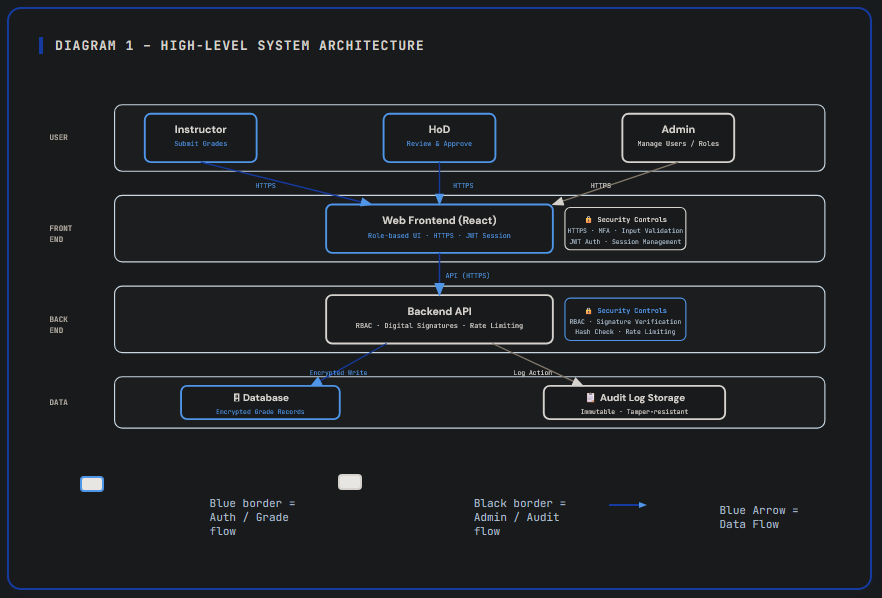 DIAGRAM 1 – HIGH-LEVEL SYSTEM ARCHITECTURE
USER
Instructor
Submit Grades
HoD
Review & Approve
Admin
Manage Users / Roles
HTTPS
HTTPS
HTTPS
FRONT
END
Web Frontend (React)
Role-based UI · HTTPS · JWT Session
Security Controls
HTTPS · MFA · Input Validation
JWT Auth · Session Management
API (HTTPS)
BACK
END
Backend API
RBAC · Digital Signatures · Rate Limiting
Security Controls
RBAC · Signature Verification
Hash Check · Rate Limiting
Encrypted Write
Log Action
DATA
Database
Encrypted Grade Records
Audit Log Storage
Immutable · Tamper-resistant
Blue border =
Auth / Grade
flow
Black border =
Admin / Audit
flow
Blue Arrow =
Data Flow